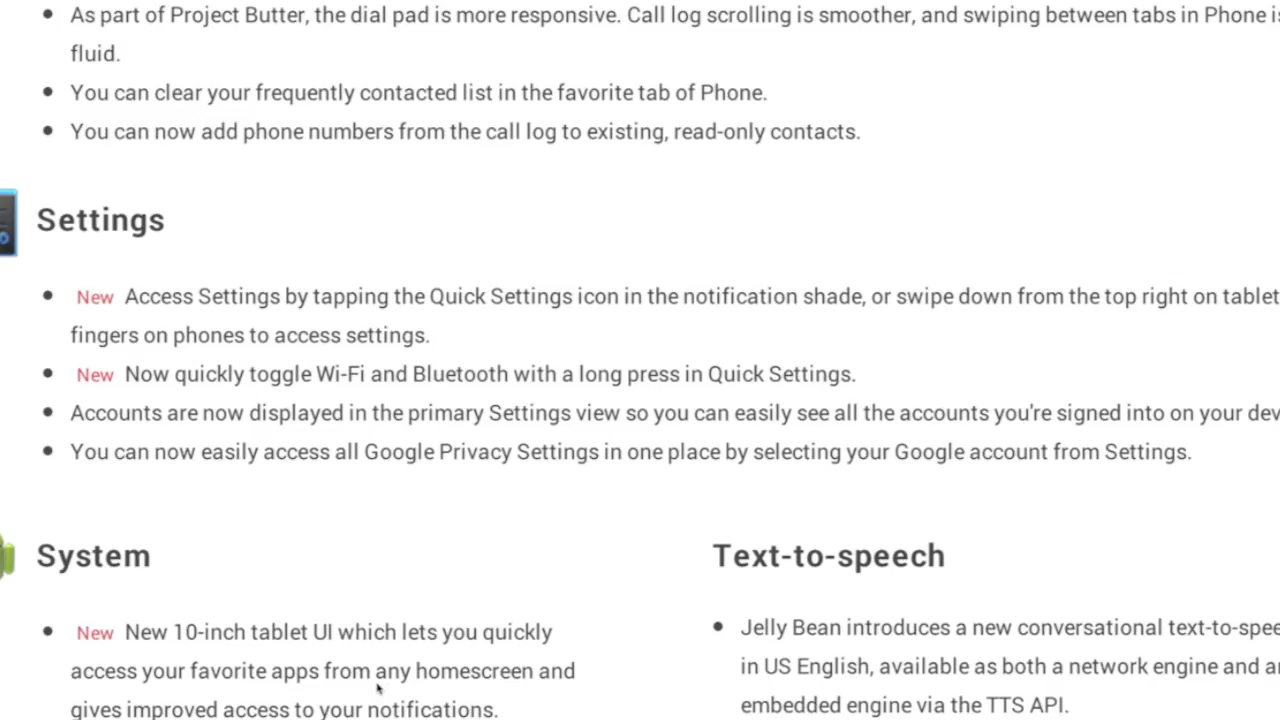 As part of Project Butter, the dial pad is more responsive. Call log scrolling is smoother, and swiping between tabs in Phone
fluid.
You can clear your frequently contacted list in the favorite tab of Phone.
You can now add phone numbers from the call log to existing, read-only contacts.
Settings
New Access Settings by tapping the Quick Settings icon in the notification shade, or swipe down from the top right on tablet
fingers on phones to access settings.
New Now quickly toggle Wi-Fi and Bluetooth with a long press in Quick Settings.
Accounts are now displayed in the primary Settings view so you can easily see all the accounts you're signed into on your dev
You can now easily access all Google Privacy Settings in one place by selecting your Google account from Settings.
System
New New 10-inch tablet UI which lets you quickly
access your favorite apps from any homescreen and
gives improved access to your notifications.
Text-to-speech
Jelly Bean introduces a new conversational text-to-spee
in US English, available as both a network engine and
embedded engine via the TTS API.